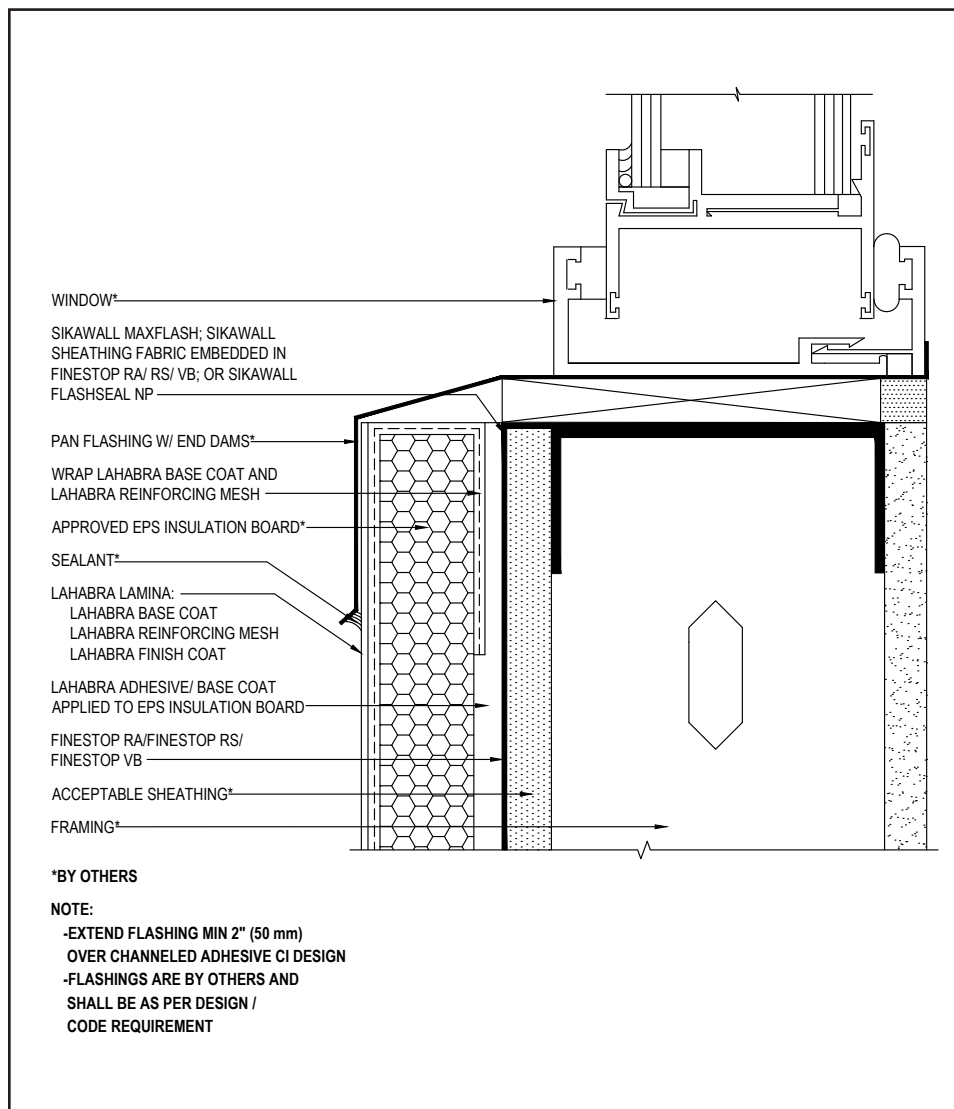 WINDOW*
SIKAWALL MAXFLASH; SIKAWALL
SHEATHING FABRIC EMBEDDED IN
FINESTOP RA/ RS/ VB; OR SIKAWALL
FLASHSEAL NP
PAN FLASHING W/ END DAMS*
WRAP LAHABRA BASE COAT AND
LAHABRA REINFORCING MESH
APPROVED EPS INSULATION BOARD*
SEALANT*
LAHABRA LAMINA:
LAHABRA BASE COAT
LAHABRA REINFORCING MESH
LAHABRA FINISH COAT
LAHABRA ADHESIVE/ BASE COAT
APPLIED TO EPS INSULATION BOARD
FINESTOP RA/FINESTOP RS/
FINESTOP VB
ACCEPTABLE SHEATHING*
FRAMING*
*BY OTHERS
NOTE:
-EXTEND FLASHING MIN 2" (50 mm)
OVER CHANNELED ADHESIVE CI DESIGN
-FLASHINGS ARE BY OTHERS AND
SHALL BE AS PER DESIGN /
CODE REQUIREMENT